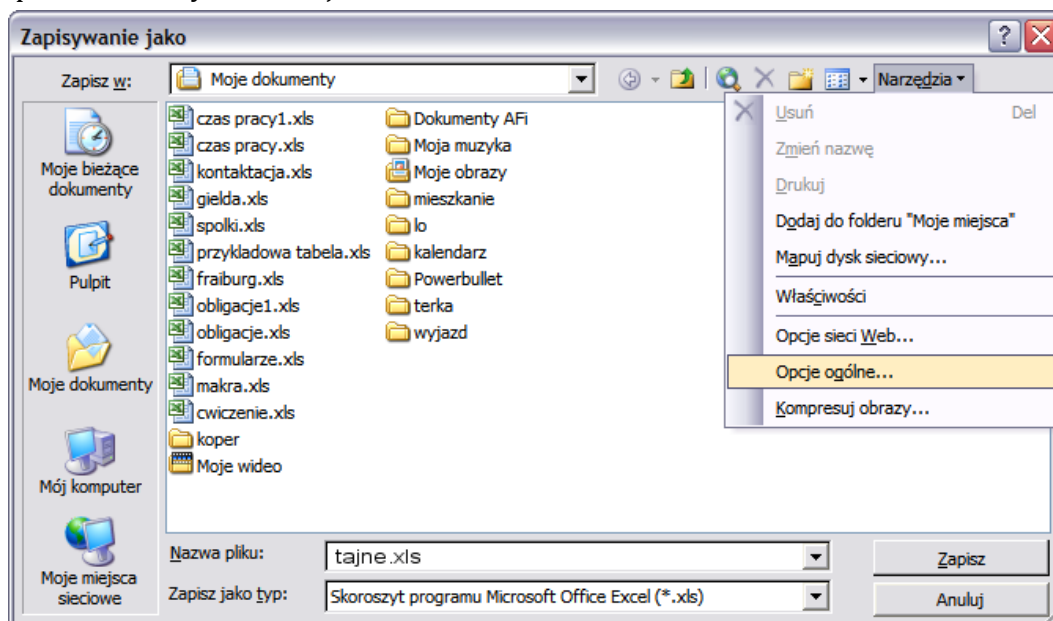 Zapisywanie jako
Zapisz w:
Moje dokumenty
Narzędzia
Moje bieżące
dokumenty
Pulpit
Moje dokumenty
Mój komputer
Moje miejsca
sieciowe
czas pracy1.xls
czas pracy.xls
kontaktacja.xls
gielda.xls
spolki.xls
przykladowa tabela.xls
fraiburg.xls
obligacje1.xls
obligacje.xls
formularze.xls
makra.xls
cwiczenie.xls
koper
Moje wideo
Dokumenty AFi
Moja muzyka
Moje obrazy
mieszkanie
lo
kalendarz
Powerbullet
terka
wyjazd
Usuń Del
Zmień nazwę
Drukuj
Dodaj do folderu "Moje miejsca"
Mapuj dysk sieciowy...
Właściwości
Opcje sieci Web...
Opcje ogólne...
Kompresuj obrazy...
Nazwa pliku: tajne.xls
Zapisz
Zapisz jako typ: Skoroszyt programu Microsoft Office Excel (*.xls)
Anuluj